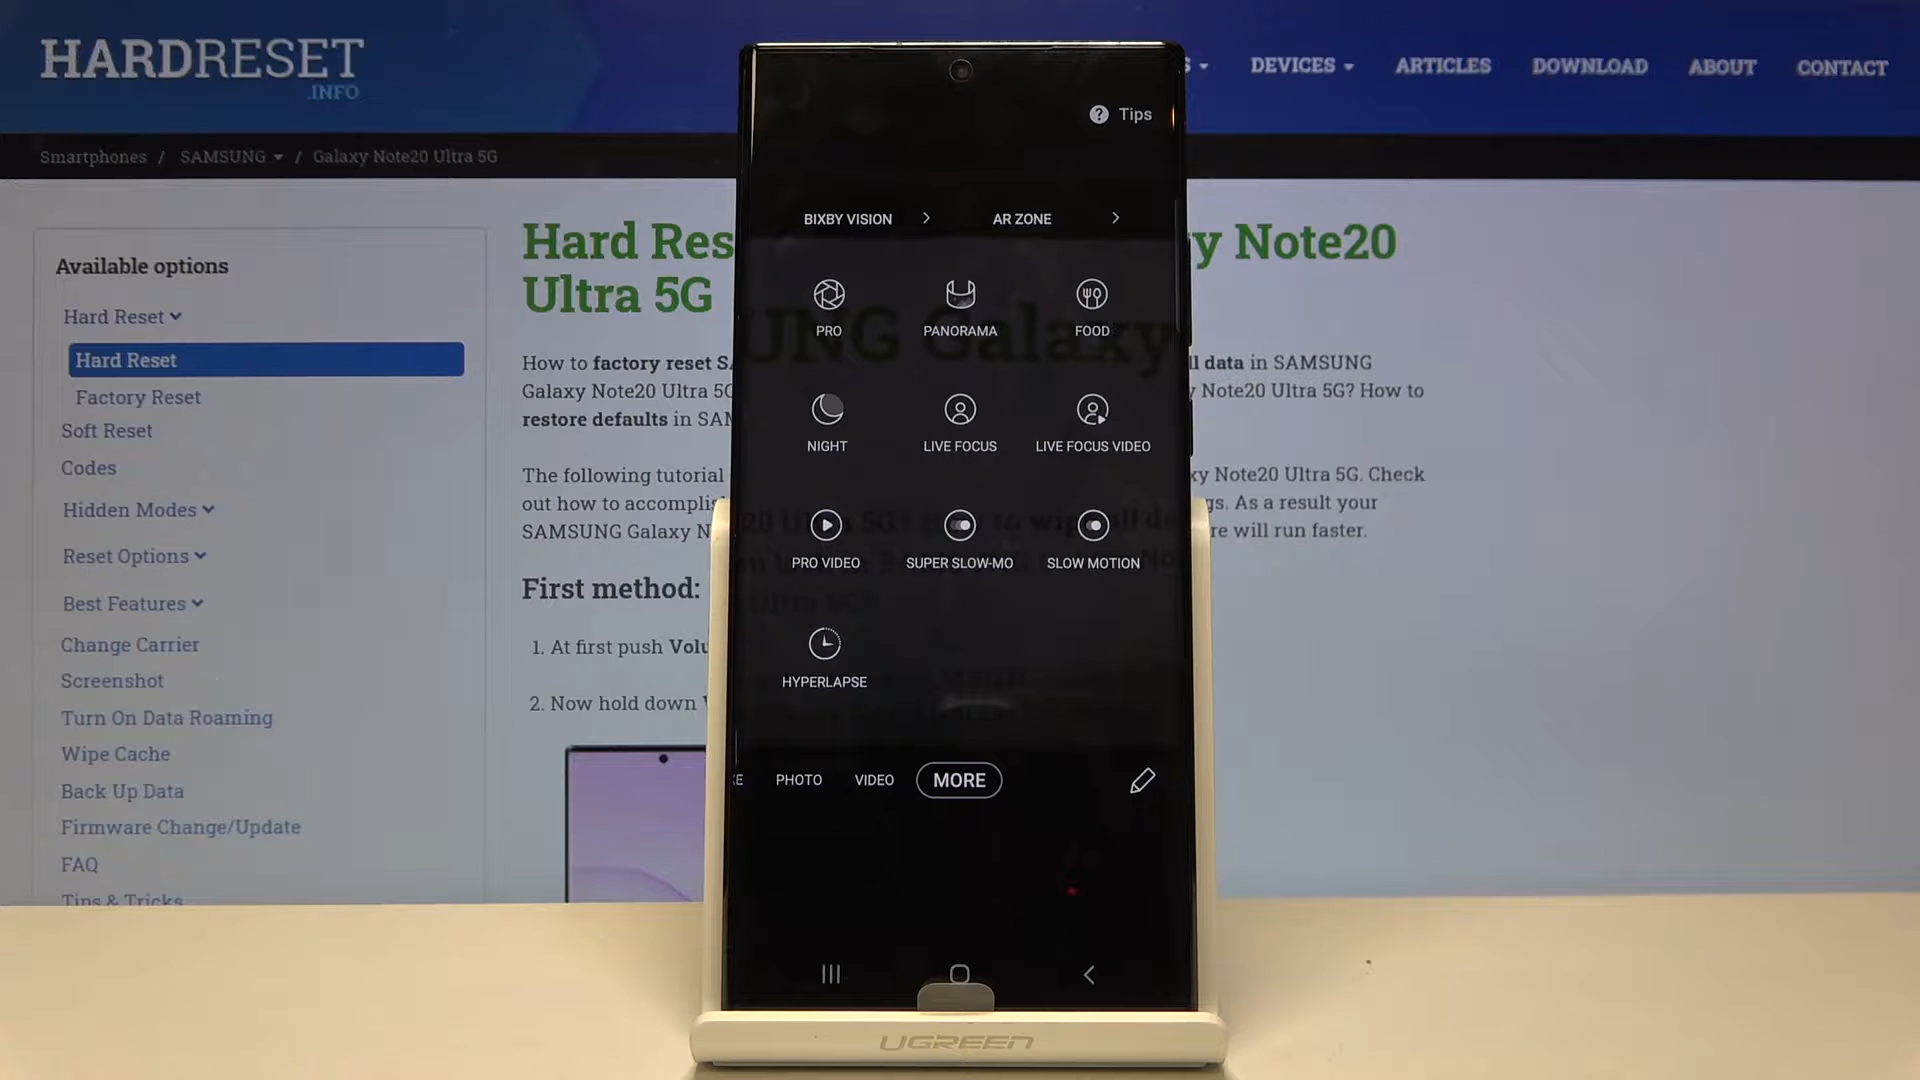 HARDRESET
.INFO
DEVICES
ARTICLES
DOWNLOAD
ABOUT
CONTACT
Smartphones / SAMSUNG / Galaxy Note20 Ultra 5G
Available options
Hard Reset
Hard Reset
Factory Reset
Soft Reset
Codes
Hidden Modes
Reset Options
Best Features
Change Carrier
Screenshot
Turn On Data Roaming
Wipe Cache
Back Up Data
Firmware Change/Update
FAQ
Tips & Tricks
Hard Res y Note20
Ultra 5G
How to factory reset SA ll data in SAMSUNG
Galaxy Note20 Ultra 5G Note20 Ultra 5G? How to
restore defaults in SAM
The following tutorial xy Note20 Ultra 5G. Check
out how to accomplis gs. As a result your
SAMSUNG Galaxy N re will run faster.
First method:
1. At first push Volu
2. Now hold down V
? Tips
BIXBY VISION > AR ZONE >
PRO
PANORAMA
FOOD
NIGHT
LIVE FOCUS
LIVE FOCUS VIDEO
PRO VIDEO
SUPER SLOW-MO
SLOW MOTION
HYPERLAPSE
PHOTO
VIDEO
MORE
UGREEN